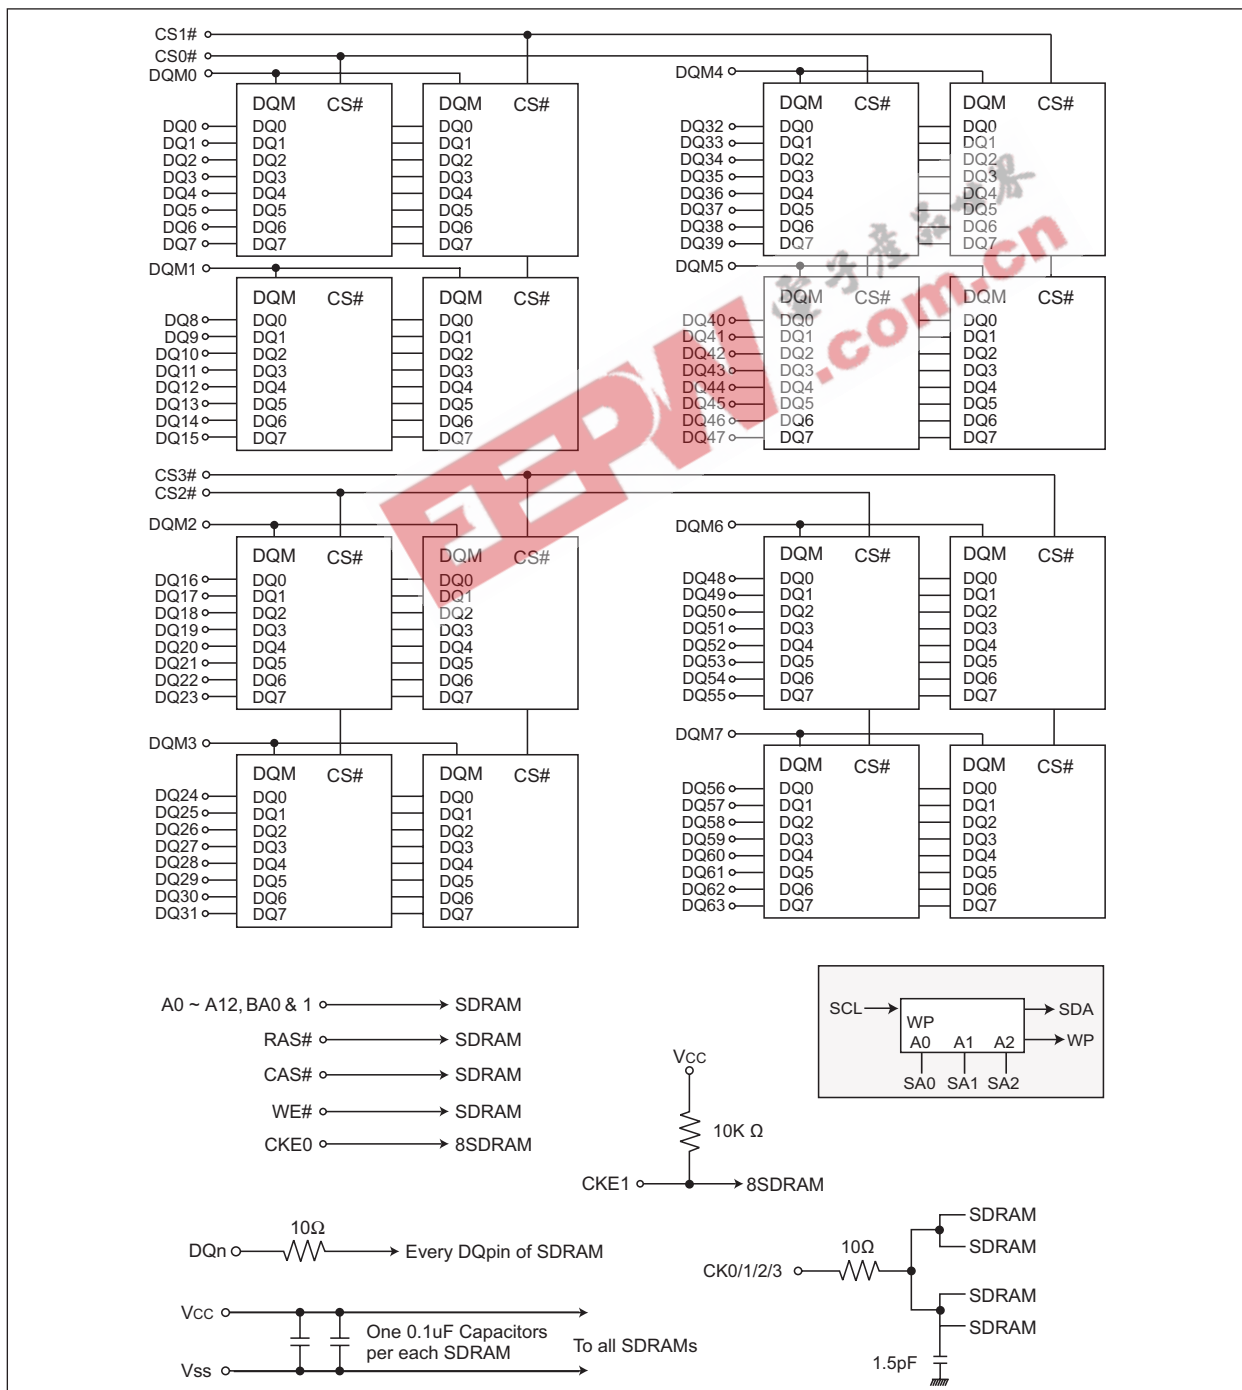 CS1#
CS0#
DQM0
DQM4
DQM CS# DQM CS# DQM CS# DQM CS#
DQ0 DQ0 DQ0 DQ32 DQ0 DQ0
DQ1 DQ1 DQ1 DQ33 DQ1 DQ1
DQ2 DQ2 DQ2 DQ34 DQ2 DQ2
DQ3 DQ3 DQ3 DQ35 DQ3 DQ3
DQ4 DQ4 DQ4 DQ36 DQ4 DQ4
DQ5 DQ5 DQ5 DQ37 DQ5 DQ5
DQ6 DQ6 DQ6 DQ38 DQ6 DQ6
DQ7 DQ7 DQ7 DQ39 DQ7 DQ7
電子產品世界
EEPW.com.cn
DQM1 DQM5
DQM CS# DQM CS# DQM CS# DQM CS#
DQ8 DQ0 DQ0 DQ40 DQ0 DQ0
DQ9 DQ1 DQ1 DQ41 DQ1 DQ1
DQ10 DQ2 DQ2 DQ42 DQ2 DQ2
DQ11 DQ3 DQ3 DQ43 DQ3 DQ3
DQ12 DQ4 DQ4 DQ44 DQ4 DQ4
DQ13 DQ5 DQ5 DQ45 DQ5 DQ5
DQ14 DQ6 DQ6 DQ46 DQ6 DQ6
DQ15 DQ7 DQ7 DQ47 DQ7 DQ7
CS3#
CS2#
DQM2 DQM6
DQM CS# DQM CS# DQM CS# DQM CS#
DQ16 DQ0 DQ0 DQ48 DQ0 DQ0
DQ17 DQ1 DQ1 DQ49 DQ1 DQ1
DQ18 DQ2 DQ2 DQ50 DQ2 DQ2
DQ19 DQ3 DQ3 DQ51 DQ3 DQ3
DQ20 DQ4 DQ4 DQ52 DQ4 DQ4
DQ21 DQ5 DQ5 DQ53 DQ5 DQ5
DQ22 DQ6 DQ6 DQ54 DQ6 DQ6
DQ23 DQ7 DQ7 DQ55 DQ7 DQ7
DQM3 DQM7
DQM CS# DQM CS# DQM CS# DQM CS#
DQ24 DQ0 DQ0 DQ56 DQ0 DQ0
DQ25 DQ1 DQ1 DQ57 DQ1 DQ1
DQ26 DQ2 DQ2 DQ58 DQ2 DQ2
DQ27 DQ3 DQ3 DQ59 DQ3 DQ3
DQ28 DQ4 DQ4 DQ60 DQ4 DQ4
DQ29 DQ5 DQ5 DQ61 DQ5 DQ5
DQ30 DQ6 DQ6 DQ62 DQ6 DQ6
DQ31 DQ7 DQ7 DQ63 DQ7 DQ7
A0 ~ A12, BA0 & 1 SDRAM
RAS# SDRAM
CAS# SDRAM
WE# SDRAM
CKE0 8SDRAM
SCL SDA
WP WP
A0 A1 A2
SA0 SA1 SA2
Vcc
10K Ω
CKE1 8SDRAM
10Ω
DQn Every DQpin of SDRAM
SDRAM
SDRAM
10Ω
CK0/1/2/3
SDRAM
SDRAM
1.5pF
Vcc
One 0.1uF Capacitors
per each SDRAM
To all SDRAMs
Vss